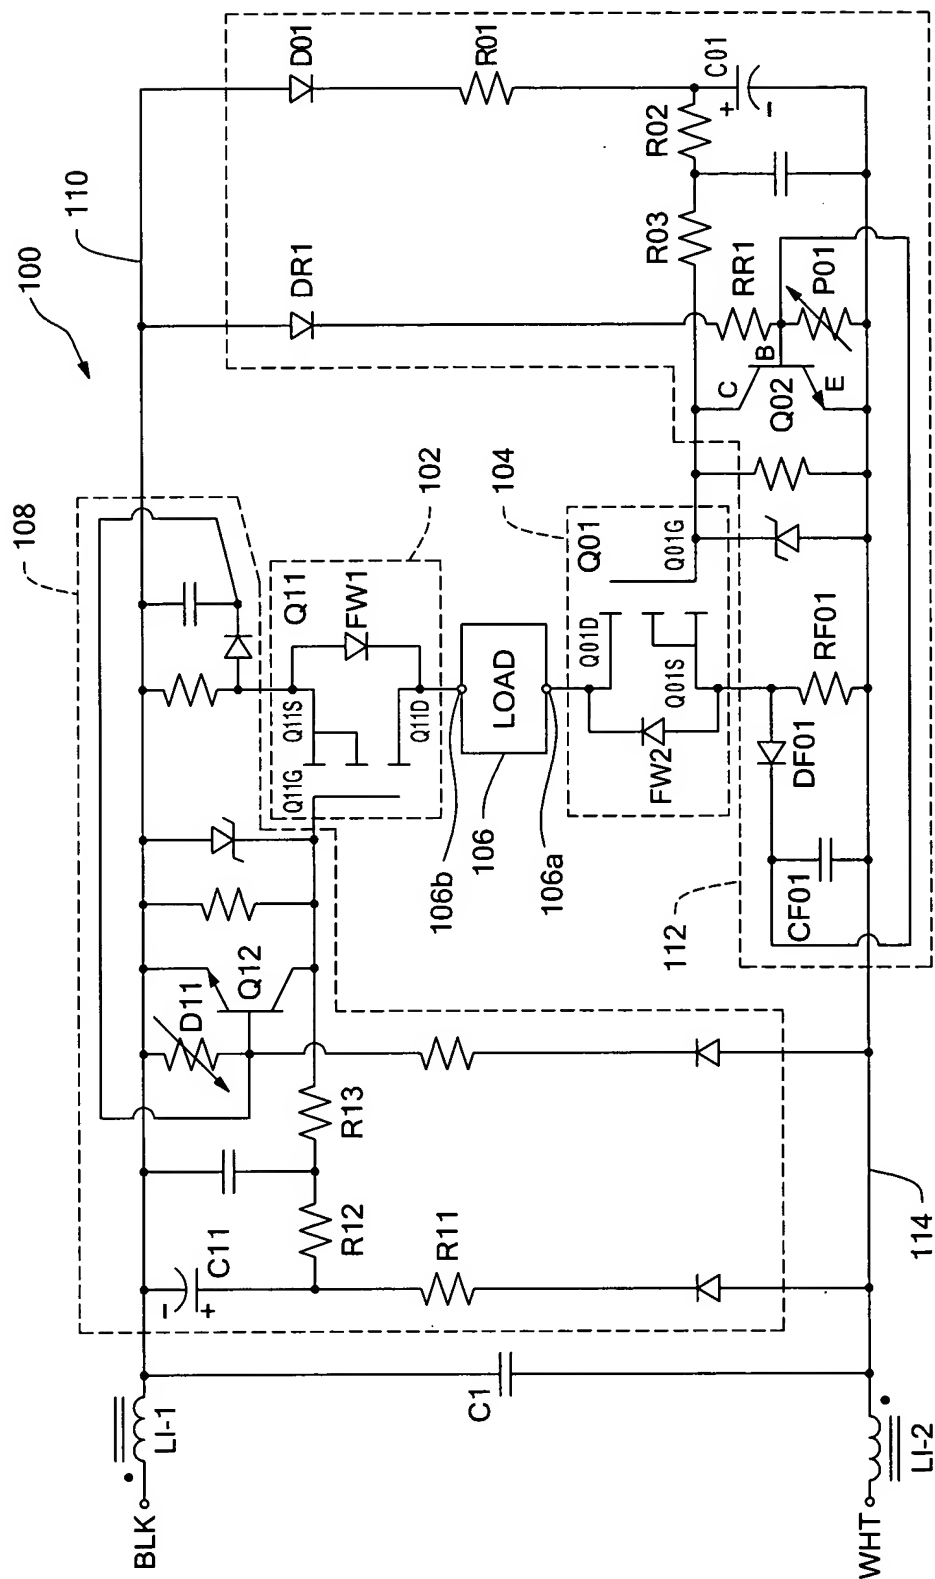 100
110
108
102
104
D01
R01
C01
+
-
R02
R03
DR1
RR1
P01
B
C
E
Q02
Q11
FW1
Q11S
Q11G
Q11D
LOAD
106b
106
106a
Q01
Q01G
Q01D
Q01S
FW2
RF01
DF01
CF01
112
Q12
D11
R13
R12
R11
C11
-
+
C1
114
LI-1
BLK
LI-2
WHT